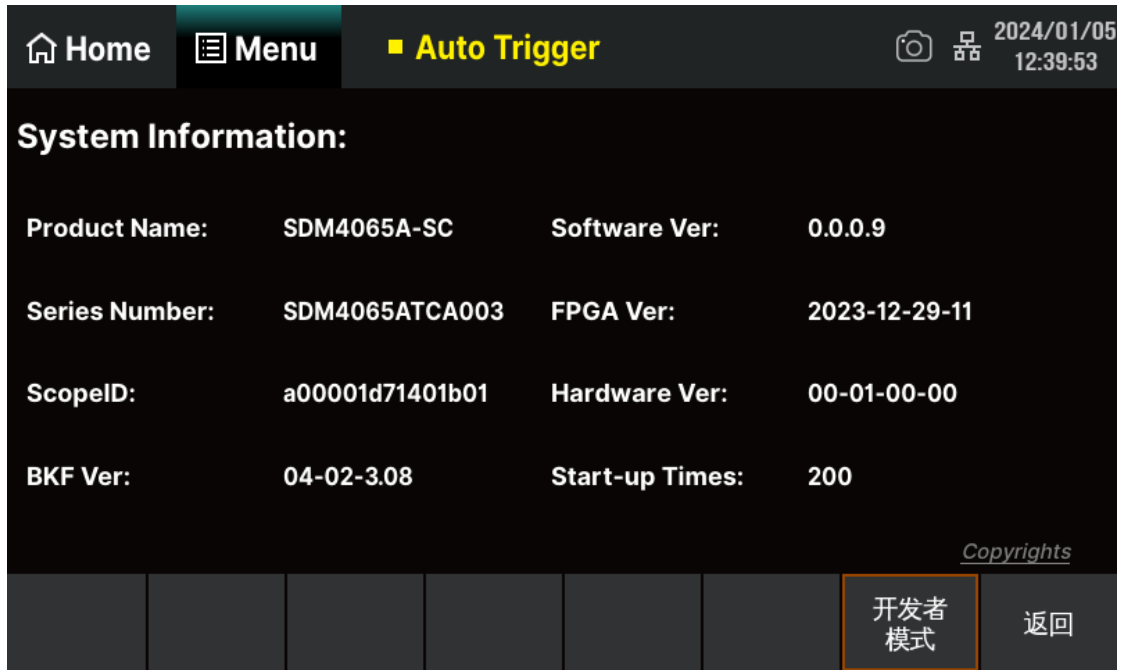 Home Menu Auto Trigger 2024/01/05
12:39:53
System Information:
Product Name: SDM4065A-SC Software Ver: 0.0.0.9
Series Number: SDM4065ATCA003 FPGA Ver: 2023-12-29-11
ScopeID: a00001d71401b01 Hardware Ver: 00-01-00-00
BKF Ver: 04-02-3.08 Start-up Times: 200
Copyrights
开发者
模式
返回